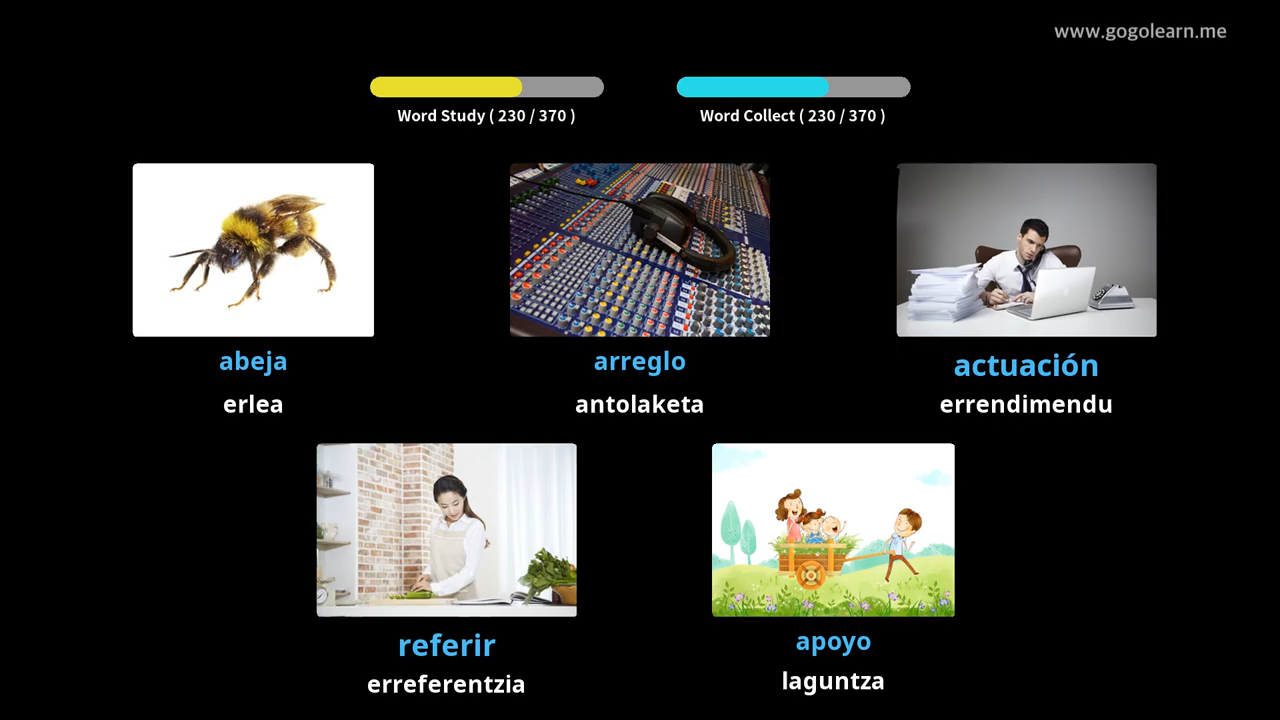 www.gogolearn.me
Word Study ( 230 / 370 )
Word Collect ( 230 / 370 )
abeja
erlea
arreglo
antolaketa
actuación
errendimendu
referir
erreferentzia
apoyo
laguntza